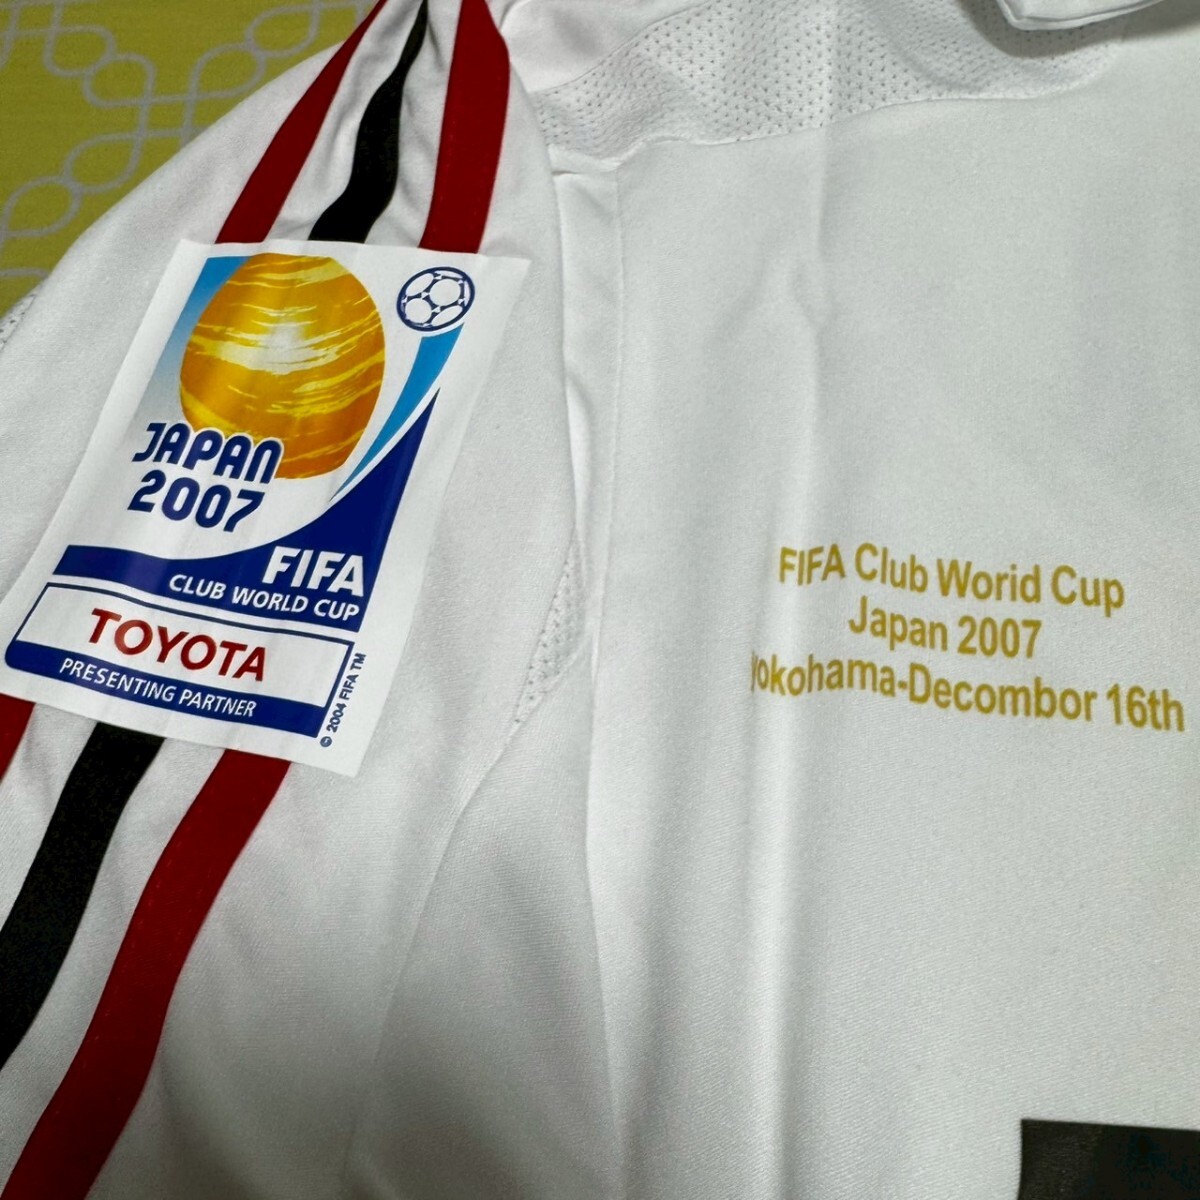 JAPAN
2007
FIFA
CLUB WORLD CUP
TOYOTA
PRESENTING PARTNER
© 2004 FIFA TM
FIFA Club Worid Cup
Japan 2007
Yokohama-Decombor 16th